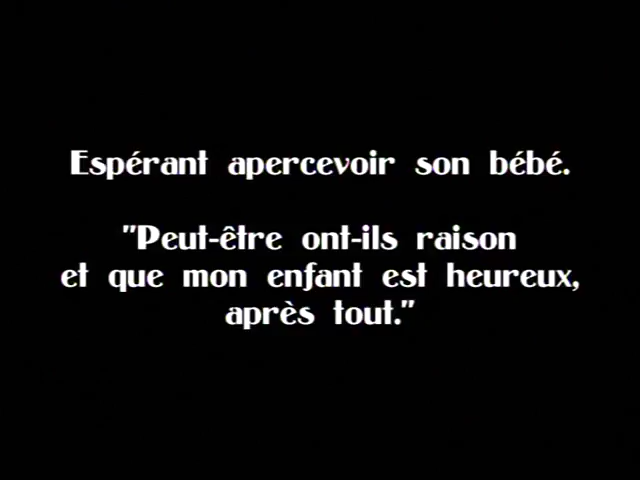 Espérant apercevoir son bébé.
"Peut-être ont-ils raison
et que mon enfant est heureux,
après tout."